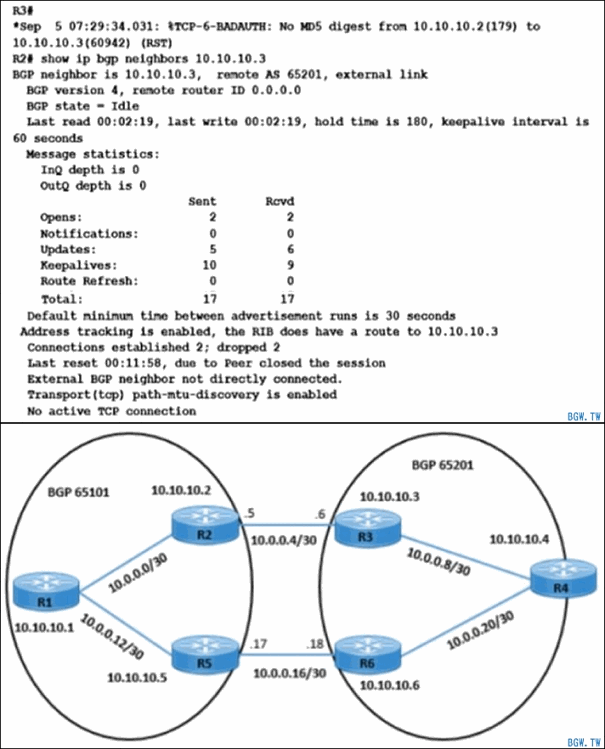 R3#
*Sep 5 07:29:34.031: %TCP-6-BADAUTH: No MD5 digest from 10.10.10.2(179) to
10.10.10.3(60942) (RST)
R2# show ip bgp neighbors 10.10.10.3
BGP neighbor is 10.10.10.3, remote AS 65201, external link
BGP version 4, remote router ID 0.0.0.0
BGP state = Idle
Last read 00:02:19, last write 00:02:19, hold time is 180, keepalive interval is
60 seconds
Message statistics:
InQ depth is 0
OutQ depth is 0
Sent Rcvd
Opens: 2 2
Notifications: 0 0
Updates: 5 6
Keepalives: 10 9
Route Refresh: 0 0
Total: 17 17
Default minimum time between advertisement runs is 30 seconds
Address tracking is enabled, the RIB does have a route to 10.10.10.3
Connections established 2; dropped 2
Last reset 00:11:58, due to Peer closed the session
External BGP neighbor not directly connected.
Transport(tcp) path-mtu-discovery is enabled
No active TCP connection
BGW.TW
BGP 65101
BGP 65201
10.10.10.2
10.10.10.3
.5
.6
R2
R3
10.0.0.4/30
10.10.10.4
10.0.0.0/30
10.0.0.8/30
R1
R4
10.10.10.1
10.0.0.12/30
10.0.0.20/30
.17
.18
R5
R6
10.0.0.16/30
10.10.10.5
10.10.10.6
BGW.TW